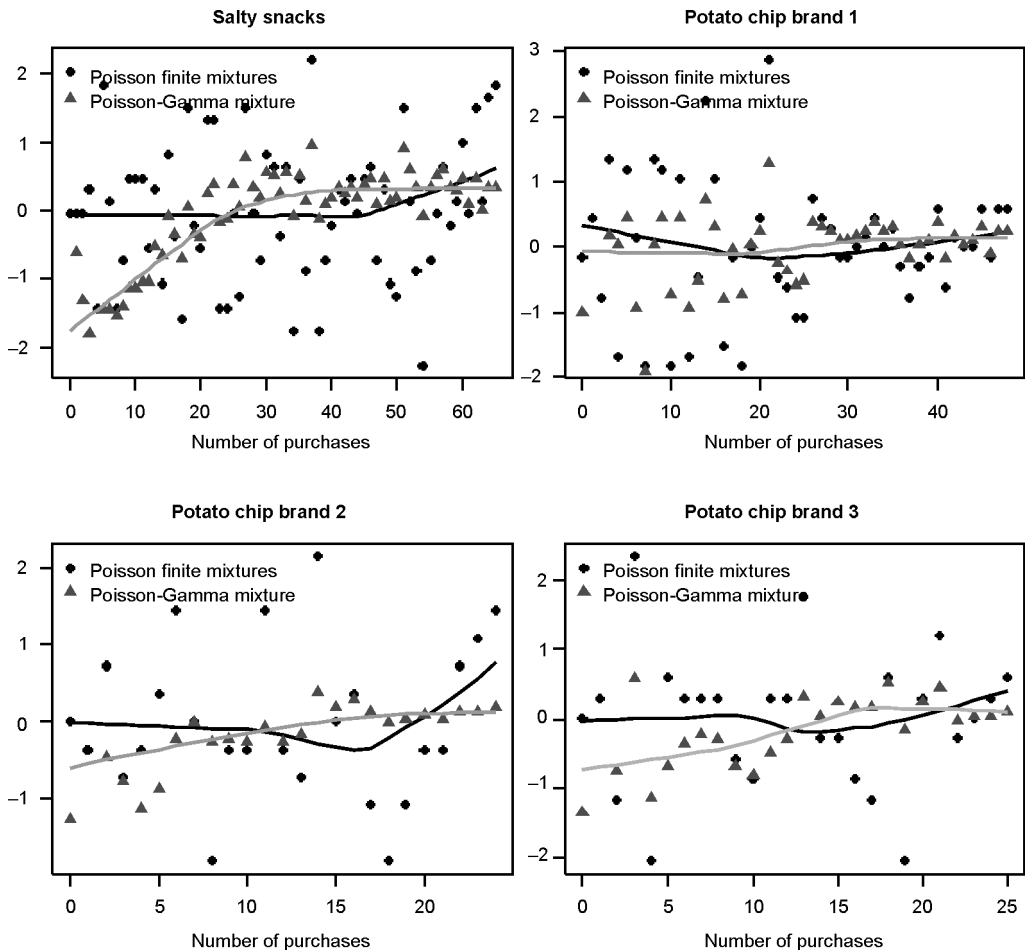 Salty snacks
Poisson finite mixtures
Poisson-Gamma mixture
2
1
0
–1
–2
0 10 20 30 40 50 60
Number of purchases
Potato chip brand 1
Poisson finite mixtures
Poisson-Gamma mixture
3
2
1
0
–1
–2
0 10 20 30 40
Number of purchases
Potato chip brand 2
Poisson finite mixtures
Poisson-Gamma mixture
2
1
0
–1
0 5 10 15 20
Number of purchases
Potato chip brand 3
Poisson finite mixtures
Poisson-Gamma mixture
2
1
0
–1
–2
0 5 10 15 20 25
Number of purchases